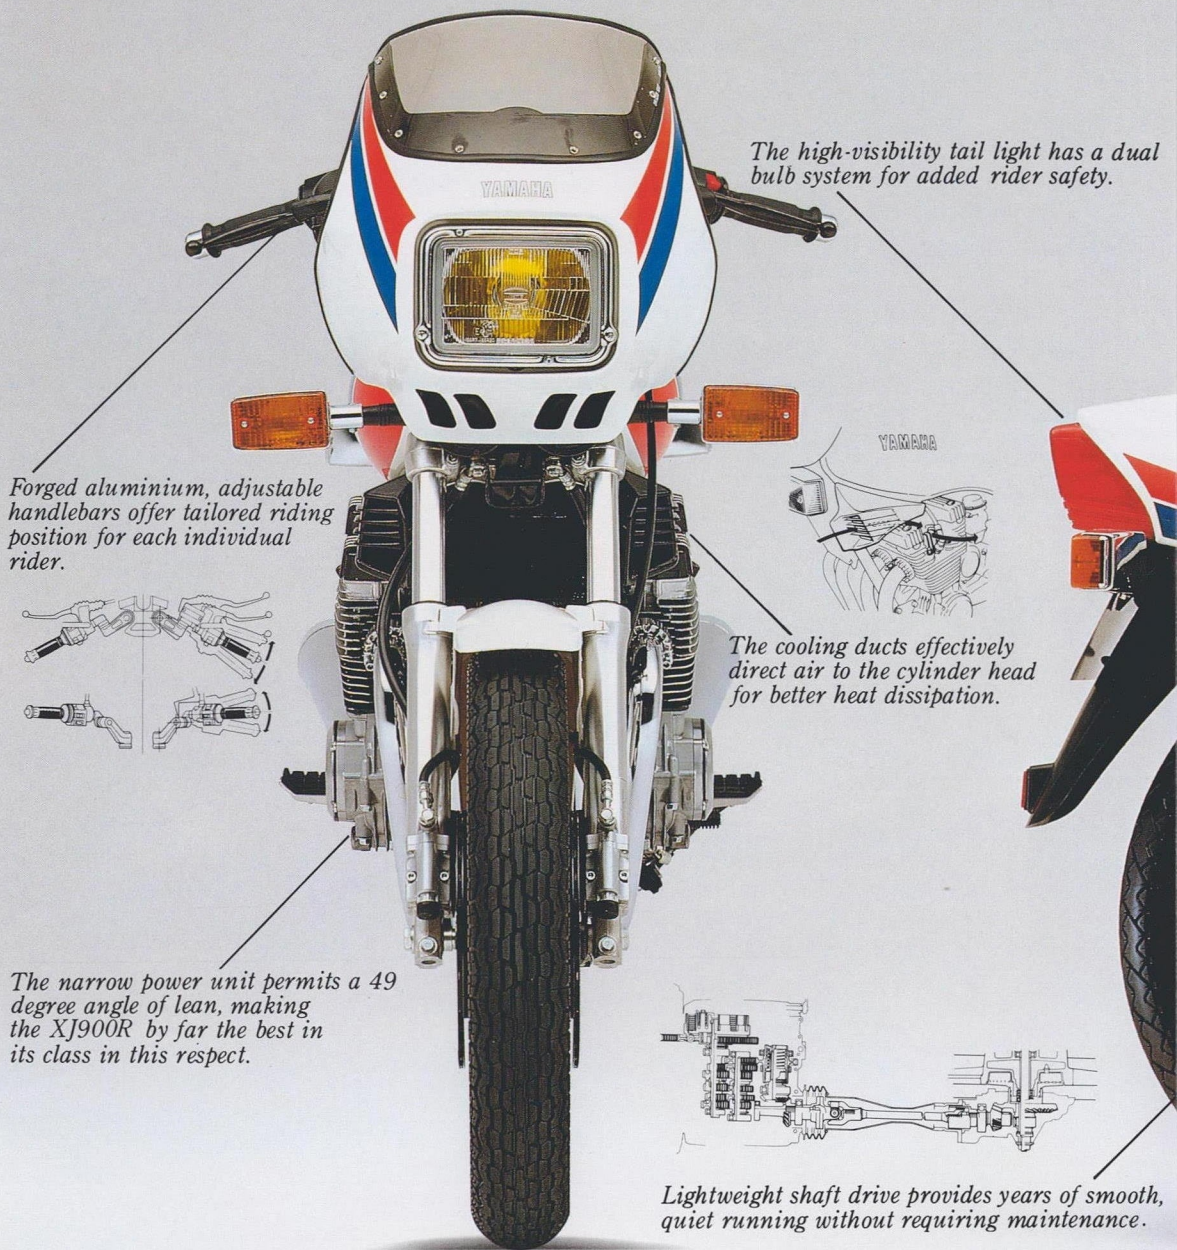 The high-visibility tail light has a dual
bulb system for added rider safety.
YAMAHA
YAMAHA
Forged aluminium, adjustable
handlebars offer tailored riding
position for each individual
rider.
The cooling ducts effectively
direct air to the cylinder head
for better heat dissipation.
The narrow power unit permits a 49
degree angle of lean, making
the XJ900R by far the best in
its class in this respect.
Lightweight shaft drive provides years of smooth,
quiet running without requiring maintenance.